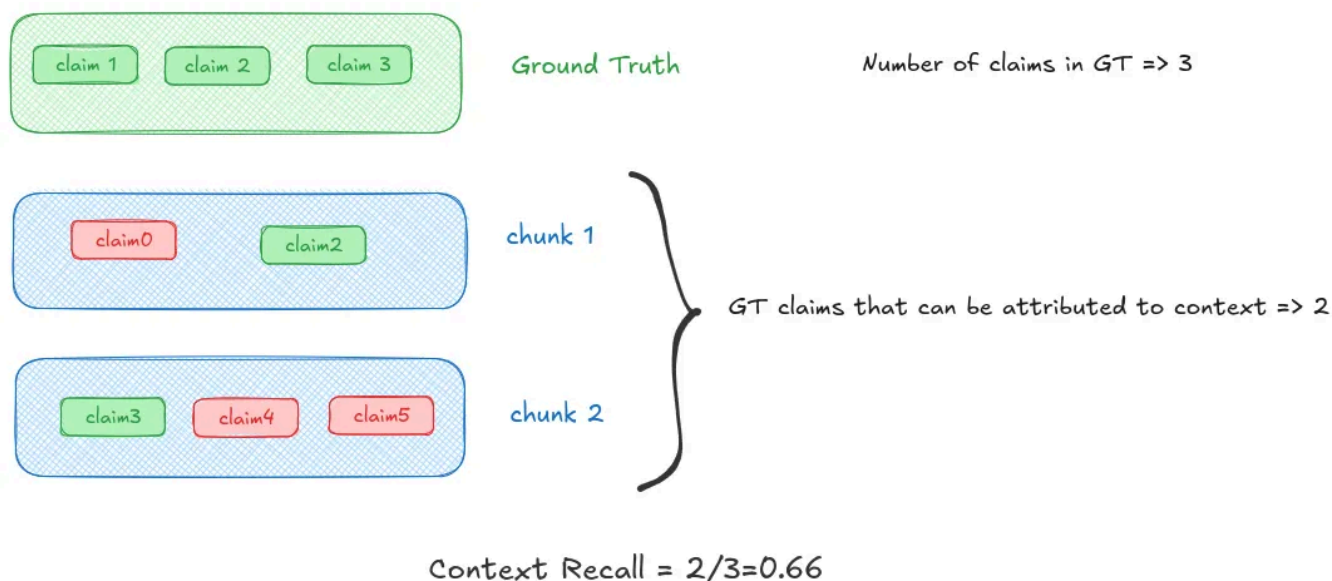 claim 1 claim 2 claim 3 Ground Truth Number of claims in GT => 3
claim0 claim2 chunk 1
GT claims that can be attributed to context => 2
claim3 claim4 claim5 chunk 2
Context Recall = 2/3=0.66